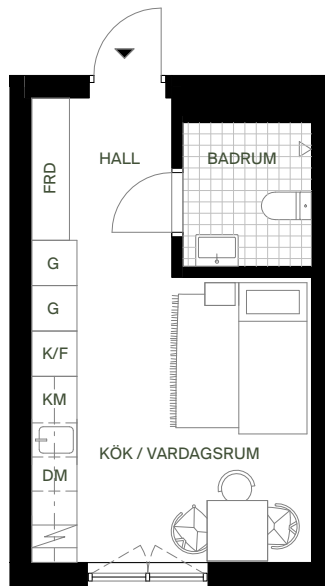 HALL
BADRUM
FRD
G
G
K/F
KM
KÖK / VARDAGSRUM
DM